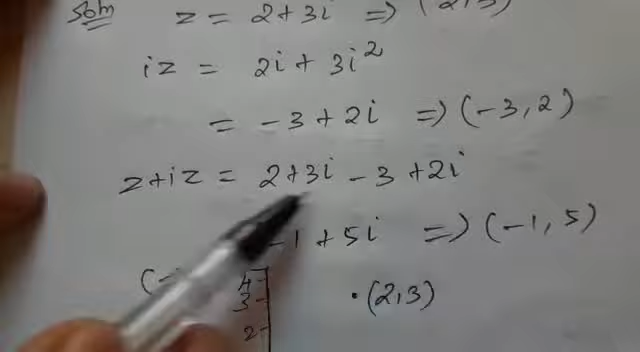 Soln z = 2 + 3i ⇒ (2,3)
iz = 2i + 3i²
= -3 + 2i ⇒ (-3, 2)
z+iz = 2+3i - 3 + 2i
-1 + 5i ⇒ (-1, 5)
(-
4
3 .(2,3)
2